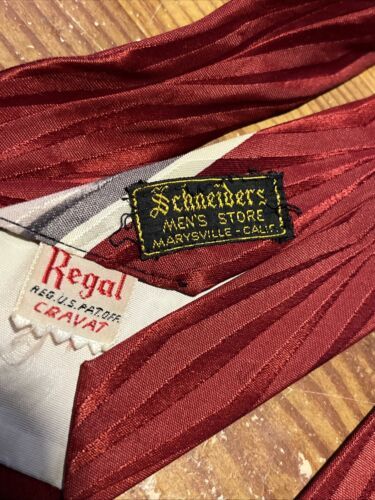 Schneiders
MEN'S STORE
MARYSVILLE - CALIF.
Regal
REG. U.S. PAT. OFF.
CRAVAT